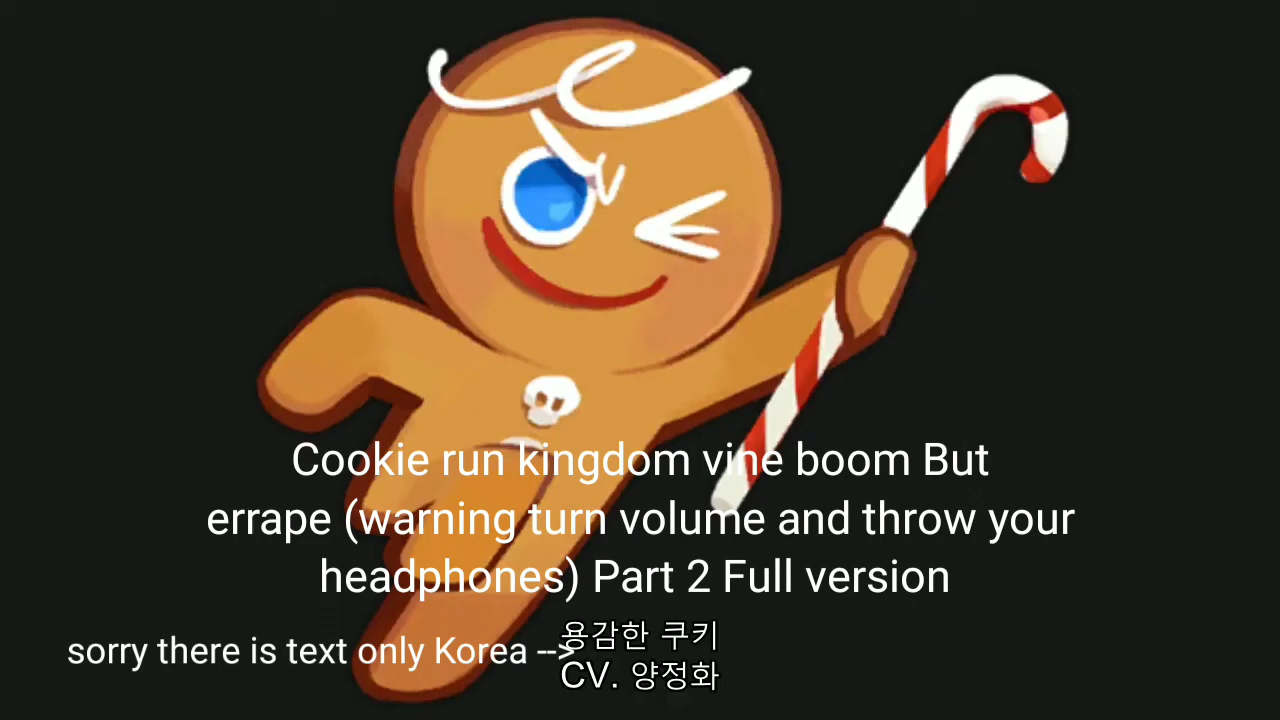 Cookie run kingdom vine boom But
errape (warning turn volume and throw your
headphones) Part 2 Full version
sorry there is text only Korea -->
용감한 쿠키
CV. 양정화